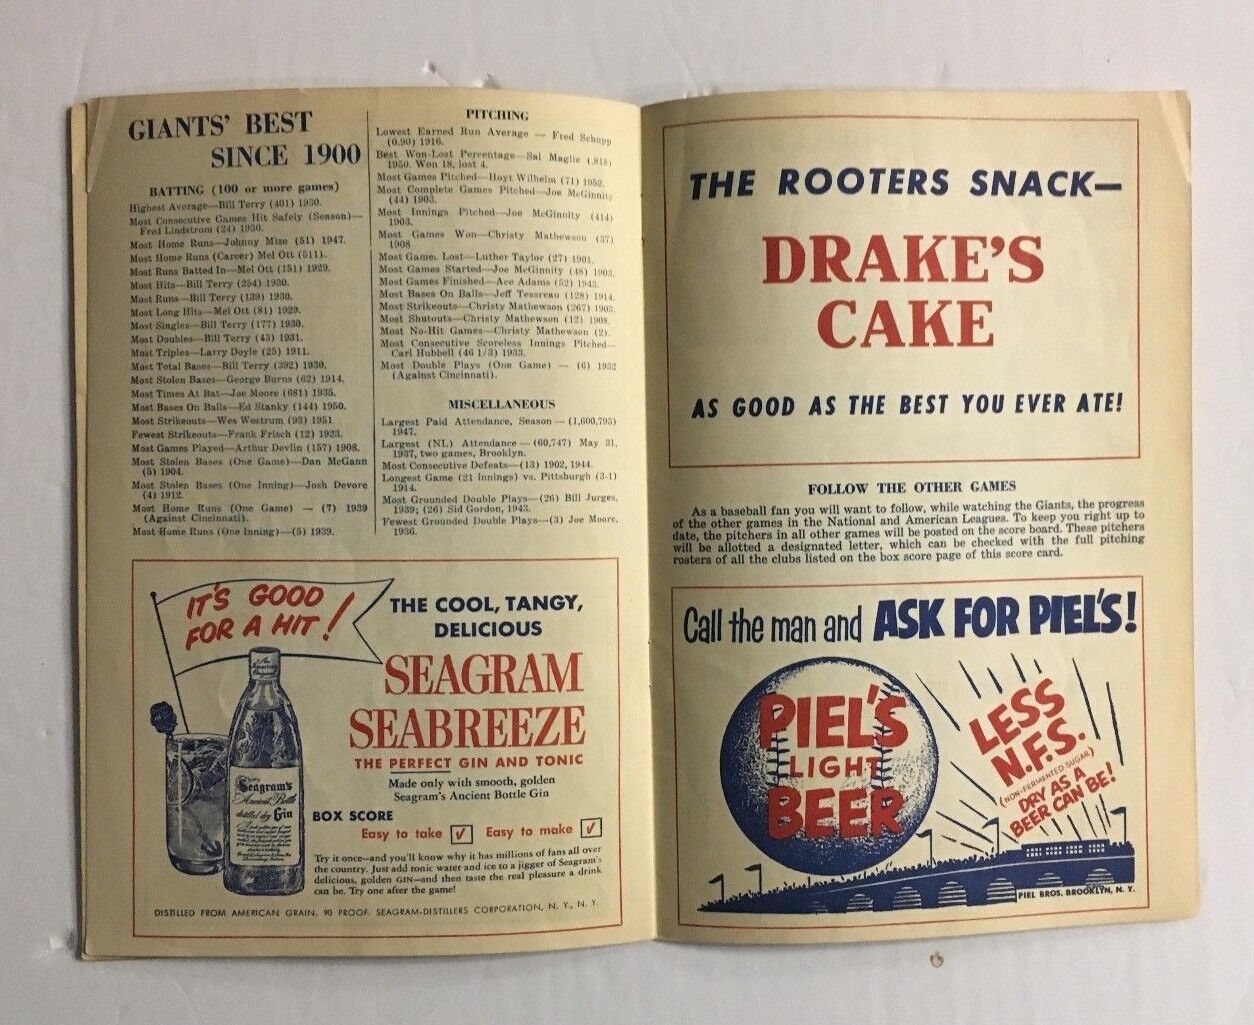 GIANTS' BEST
SINCE 1900
BATTING (100 or more games)
Highest Average—Bill Terry (401) 1930.
Most Consecutive Games Hit Safely (Season)—
Fred Lindstrom (24) 1930.
Most Home Runs—Johnny Mize (51) 1947.
Most Home Runs (Career) Mel Ott (511).
Most Runs Batted In—Mel Ott (151) 1929.
Most Hits—Bill Terry (254) 1930.
Most Runs—Bill Terry (139) 1930.
Most Long Hits—Mel Ott (81) 1929.
Most Singles—Bill Terry (177) 1930.
Most Doubles—Bill Terry (43) 1931.
Most Triples—Larry Doyle (25) 1911.
Most Total Bases—Bill Terry (392) 1930.
Most Stolen Bases—George Burns (62) 1914.
Most Times At Bat—Joe Moore (681) 1935.
Most Bases On Balls—Ed Stanky (144) 1950.
Most Strikeouts—Wes Westrum (93) 1951
Fewest Strikeouts—Frank Frisch (12) 1923.
Most Games Played—Arthur Devlin (157) 1908.
Most Stolen Bases (One Game)—Dan McGann
(5) 1904.
Most Stolen Bases (One Inning)—Josh Devore
(4) 1912.
Most Home Runs (One Game) — (7) 1939
(Against Cincinnati).
Most Home Runs (One Inning)—(5) 1939.
PITCHING
Lowest Earned Run Average — Fred Schupp
(0.90) 1916.
Best Won-Lost Percentage—Sal Maglie (.818)
1950. Won 18, lost 4.
Most Games Pitched—Hoyt Wilhelm (71) 1952.
Most Complete Games Pitched—Joe McGinnity
(44) 1903.
Most Innings Pitched—Joe McGinnity (414)
1903.
Most Games Won—Christy Mathewson (37)
1908
Most Game. Lost—Luther Taylor (27) 1901.
Most Games Started—Joe McGinnity (48) 1903.
Most Games Finished—Ace Adams (52) 1943.
Most Bases On Balls—Jeff Tesreau (128) 1914.
Most Strikeouts—Christy Mathewson (267) 1903.
Most Shutouts—Christy Mathewson (12) 1908.
Most No-Hit Games—Christy Mathewson (2).
Most Consecutive Scoreless Innings Pitched—
Carl Hubbell (46 1/3) 1933.
Most Double Plays (One Game) — (6) 1932
(Against Cincinnati).
MISCELLANEOUS
Largest Paid Attendance, Season — (1,600,793)
1947.
Largest (NL) Attendance — (60,747) May 31,
1937, two games, Brooklyn.
Most Consecutive Defeats—(13) 1902, 1944.
Longest Game (21 Innings) vs. Pittsburgh (3-1)
1914.
Most Grounded Double Plays—(26) Bill Jurges,
1939; (26) Sid Gordon, 1943.
Fewest Grounded Double Plays—(3) Joe Moore,
1936.
IT'S GOOD
FOR A HIT!
THE COOL, TANGY,
DELICIOUS
SEAGRAM
SEABREEZE
THE PERFECT GIN AND TONIC
Made only with smooth, golden
Seagram's Ancient Bottle Gin
Seagram's
Ancient Bottle
distilled dry Gin
BOX SCORE
Easy to take ✓ Easy to make ✓
Try it once—and you'll know why it has millions of fans all over
the country. Just add tonic water and ice to a jigger of Seagram's
delicious, golden GIN—and then taste the real pleasure a drink
can be. Try one after the game!
DISTILLED FROM AMERICAN GRAIN. 90 PROOF. SEAGRAM-DISTILLERS CORPORATION, N. Y., N. Y.
THE ROOTERS SNACK—
DRAKE'S
CAKE
AS GOOD AS THE BEST YOU EVER ATE!
FOLLOW THE OTHER GAMES
As a baseball fan you will want to follow, while watching the Giants, the progress
of the other games in the National and American Leagues. To keep you right up to
date, the pitchers in all other games will be posted on the score board. These pitchers
will be allotted a designated letter, which can be checked with the full pitching
rosters of all the clubs listed on the box score page of this score card.
Call the man and ASK FOR PIEL'S!
PIEL'S
LIGHT
BEER
LESS
N.F.S.
(NON-FERMENTED SUGAR)
DRY AS A
BEER CAN BE!
PIEL BROS. BROOKLYN, N. Y.